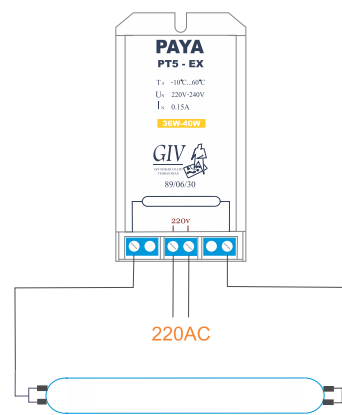 PAYA
PT5 - EX
Ta -10℃...60℃
Un 220V-240V
In 0.15A
36W-40W
GIV
89/06/30
220v
220AC